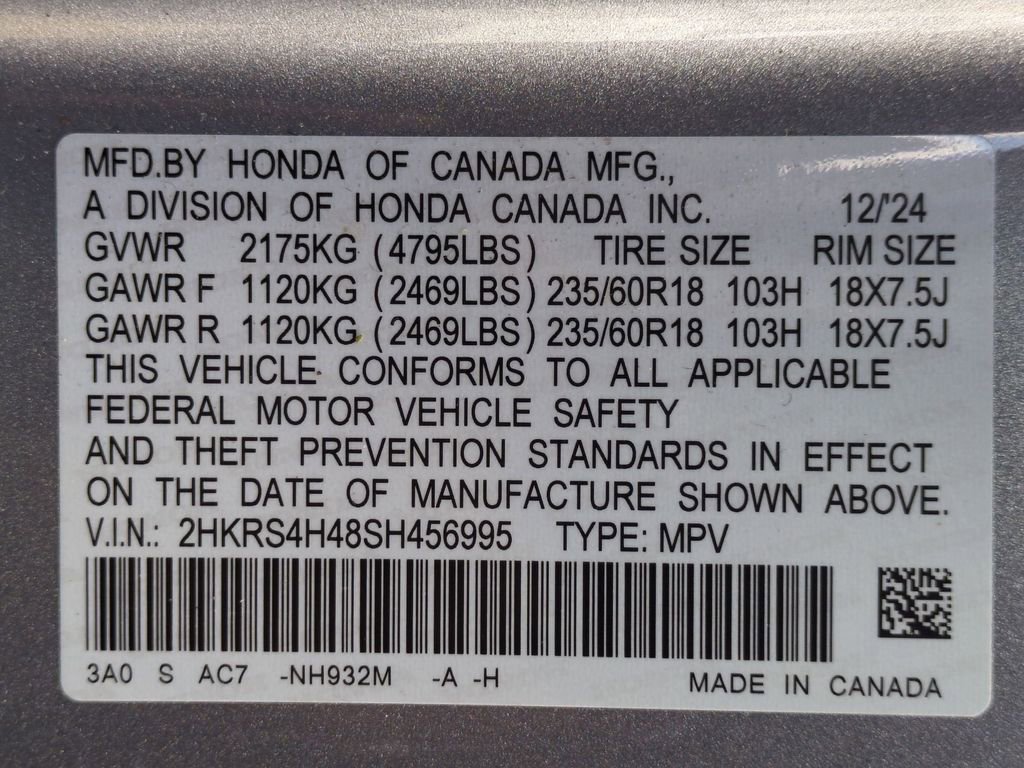 MFD.BY HONDA OF CANADA MFG.,
A DIVISION OF HONDA CANADA INC. 12/'24
GVWR 2175KG (4795LBS) TIRE SIZE RIM SIZE
GAWR F 1120KG (2469LBS) 235/60R18 103H 18X7.5J
GAWR R 1120KG (2469LBS) 235/60R18 103H 18X7.5J
THIS VEHICLE CONFORMS TO ALL APPLICABLE
FEDERAL MOTOR VEHICLE SAFETY
AND THEFT PREVENTION STANDARDS IN EFFECT
ON THE DATE OF MANUFACTURE SHOWN ABOVE.
V.I.N.: 2HKRS4H48SH456995 TYPE: MPV
3A0 S AC7 -NH932M -A -H MADE IN CANADA